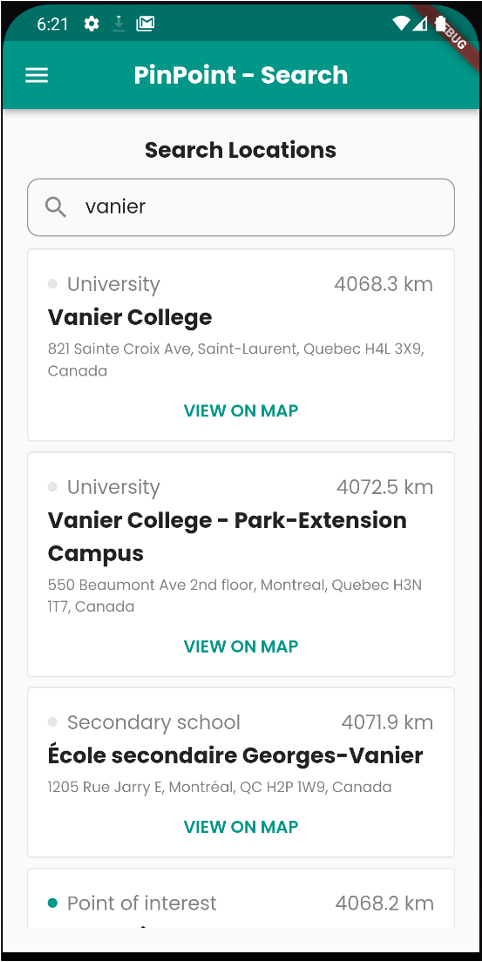 6:21
PinPoint - Search
Search Locations
vanier
University 4068.3 km
Vanier College
821 Sainte Croix Ave, Saint-Laurent, Quebec H4L 3X9,
Canada
VIEW ON MAP
University 4072.5 km
Vanier College - Park-Extension
Campus
550 Beaumont Ave 2nd floor, Montreal, Quebec H3N
1T7, Canada
VIEW ON MAP
Secondary school 4071.9 km
École secondaire Georges-Vanier
1205 Rue Jarry E, Montréal, QC H2P 1W9, Canada
VIEW ON MAP
Point of interest 4068.2 km